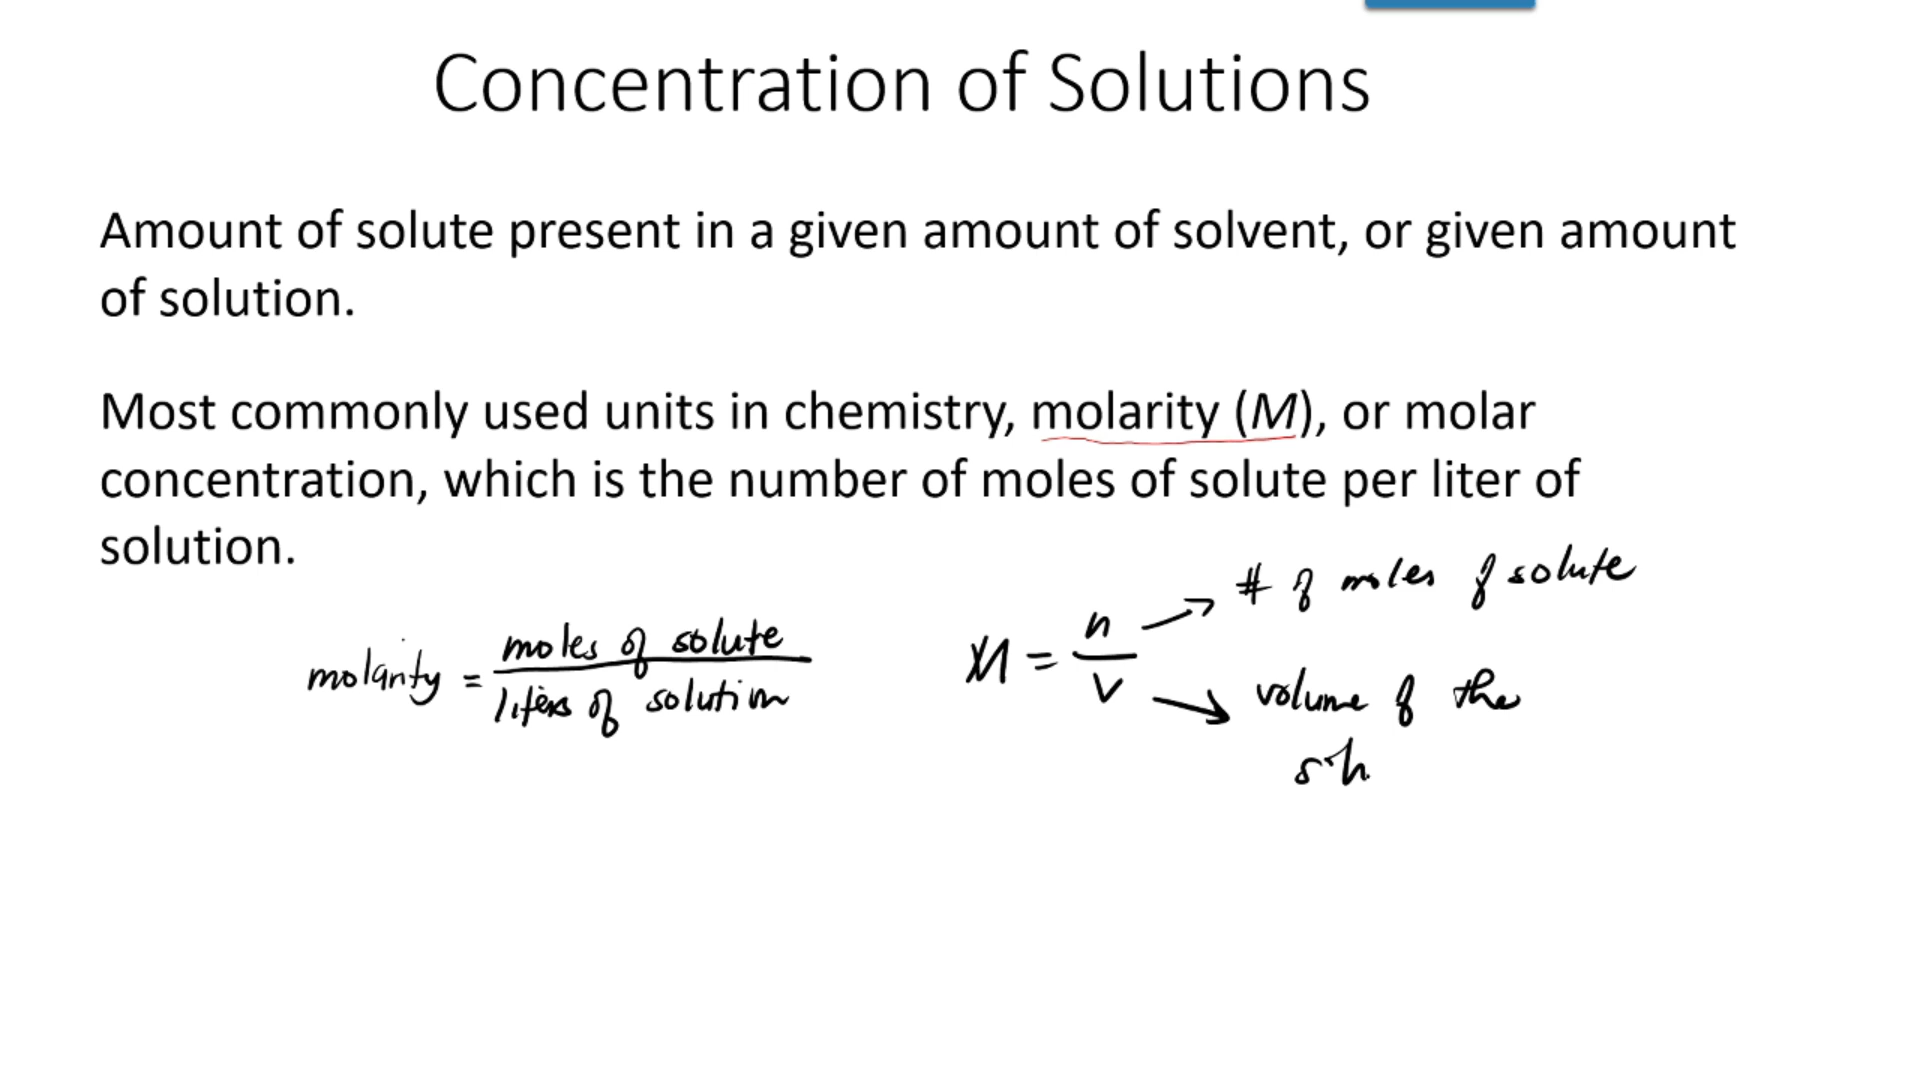 Concentration of Solutions
Amount of solute present in a given amount of solvent, or given amount
of solution.
Most commonly used units in chemistry, molarity (M), or molar
concentration, which is the number of moles of solute per liter of
solution.
molarity = moles of solute
liters of solution
M = n → # of moles of solute
V → volume of the